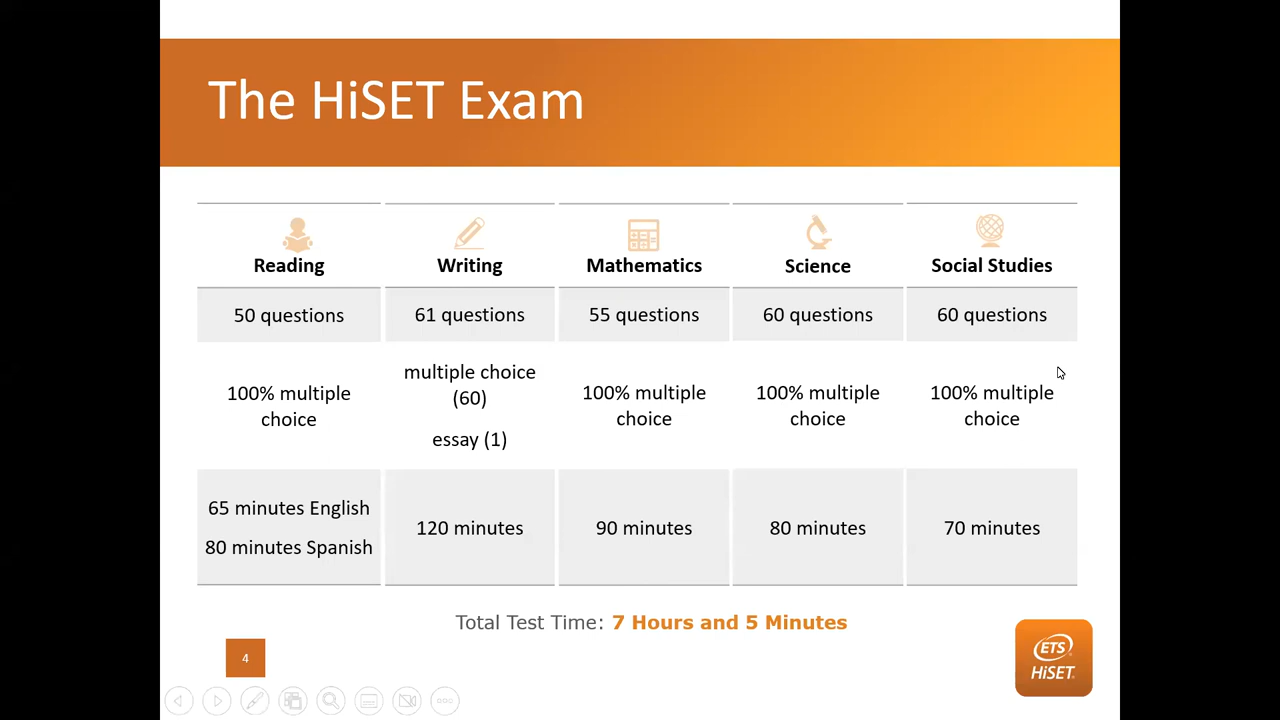 The HiSET Exam
Reading
Writing
Mathematics
Science
Social Studies
50 questions
61 questions
55 questions
60 questions
60 questions
100% multiple
choice
multiple choice
(60)
essay (1)
100% multiple
choice
100% multiple
choice
100% multiple
choice
65 minutes English
80 minutes Spanish
120 minutes
90 minutes
80 minutes
70 minutes
Total Test Time: 7 Hours and 5 Minutes
4
ETS
HiSET